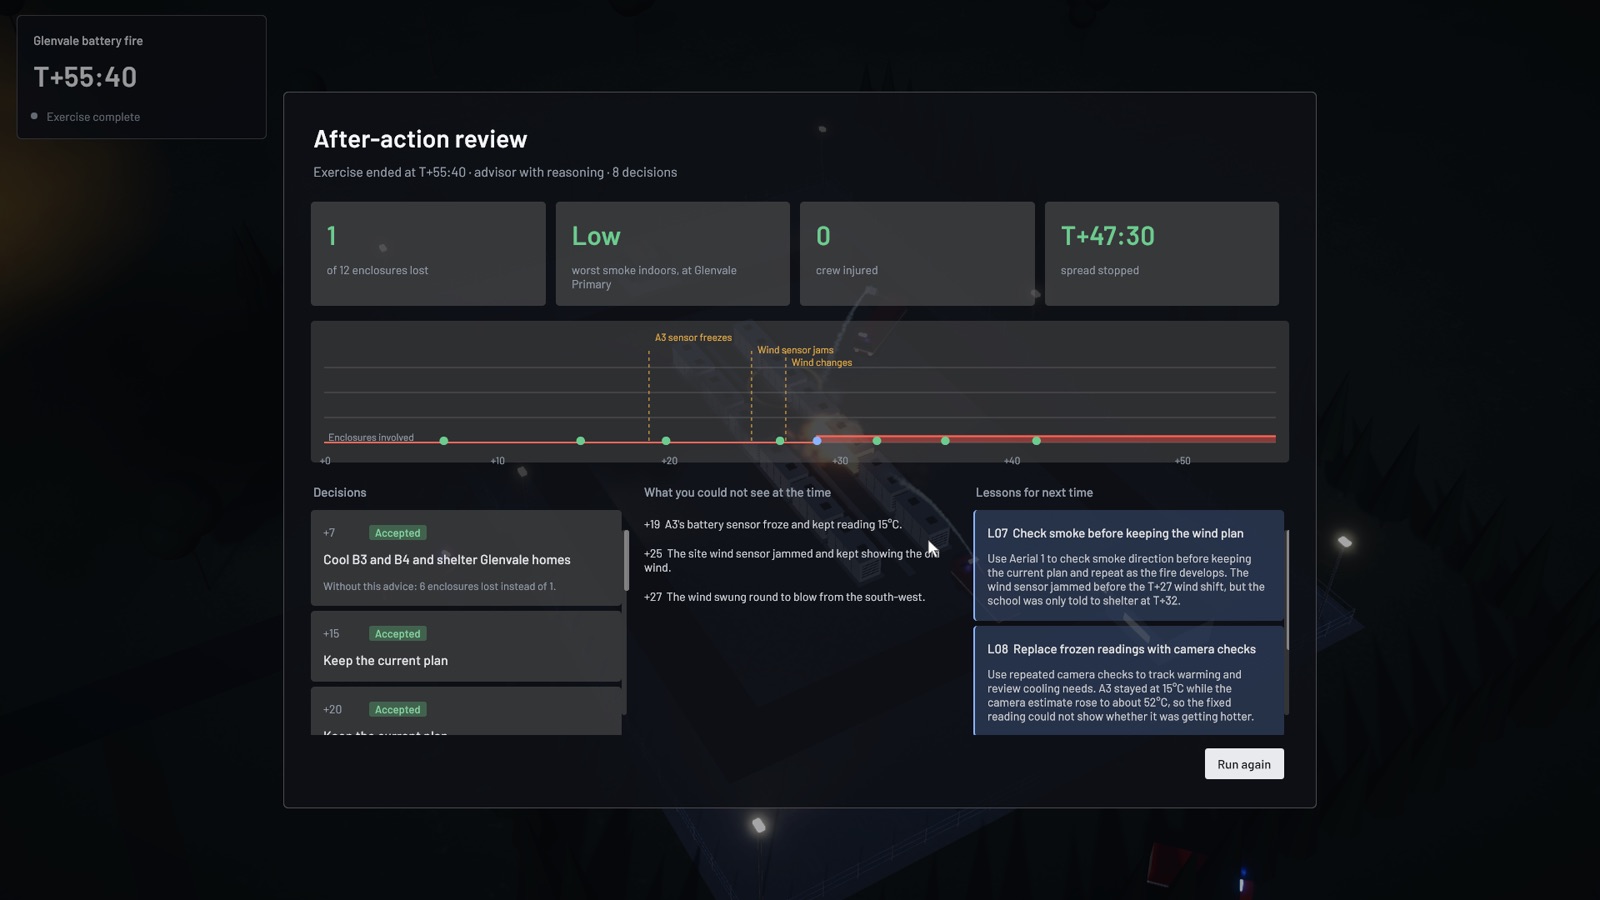 Glenvale battery fire
T+55:40
Exercise complete
After-action review
Exercise ended at T+55:40 · advisor with reasoning · 8 decisions
1
of 12 enclosures lost
Low
worst smoke indoors, at Glenvale
Primary
0
crew injured
T+47:30
spread stopped
A3 sensor freezes
Wind sensor jams
Wind changes
Enclosures involved
+0
+10
+20
+30
+40
+50
Decisions
+7
Accepted
Cool B3 and B4 and shelter Glenvale homes
Without this advice: 6 enclosures lost instead of 1.
+15
Accepted
Keep the current plan
+20
Accepted
Keep the current plan
What you could not see at the time
+19 A3's battery sensor froze and kept reading 15°C.
+25 The site wind sensor jammed and kept showing the old
wind.
+27 The wind swung round to blow from the south-west.
Lessons for next time
L07 Check smoke before keeping the wind plan
Use Aerial 1 to check smoke direction before keeping
the current plan and repeat as the fire develops. The
wind sensor jammed before the T+27 wind shift, but the
school was only told to shelter at T+32.
L08 Replace frozen readings with camera checks
Use repeated camera checks to track warming and
review cooling needs. A3 stayed at 15°C while the
camera estimate rose to about 52°C, so the fixed
reading could not show whether it was getting hotter.
Run again